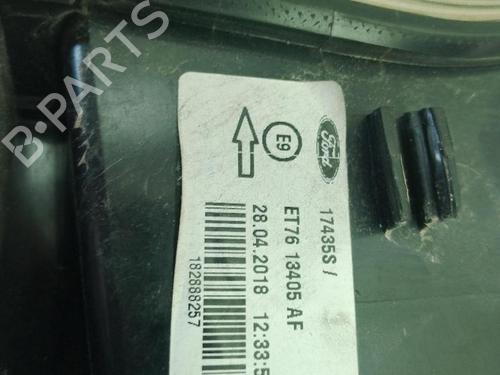 B-PARTS
Ford
17435S /
E9
ET76 13405 AF
28.04.2018 12:33:5
182888257